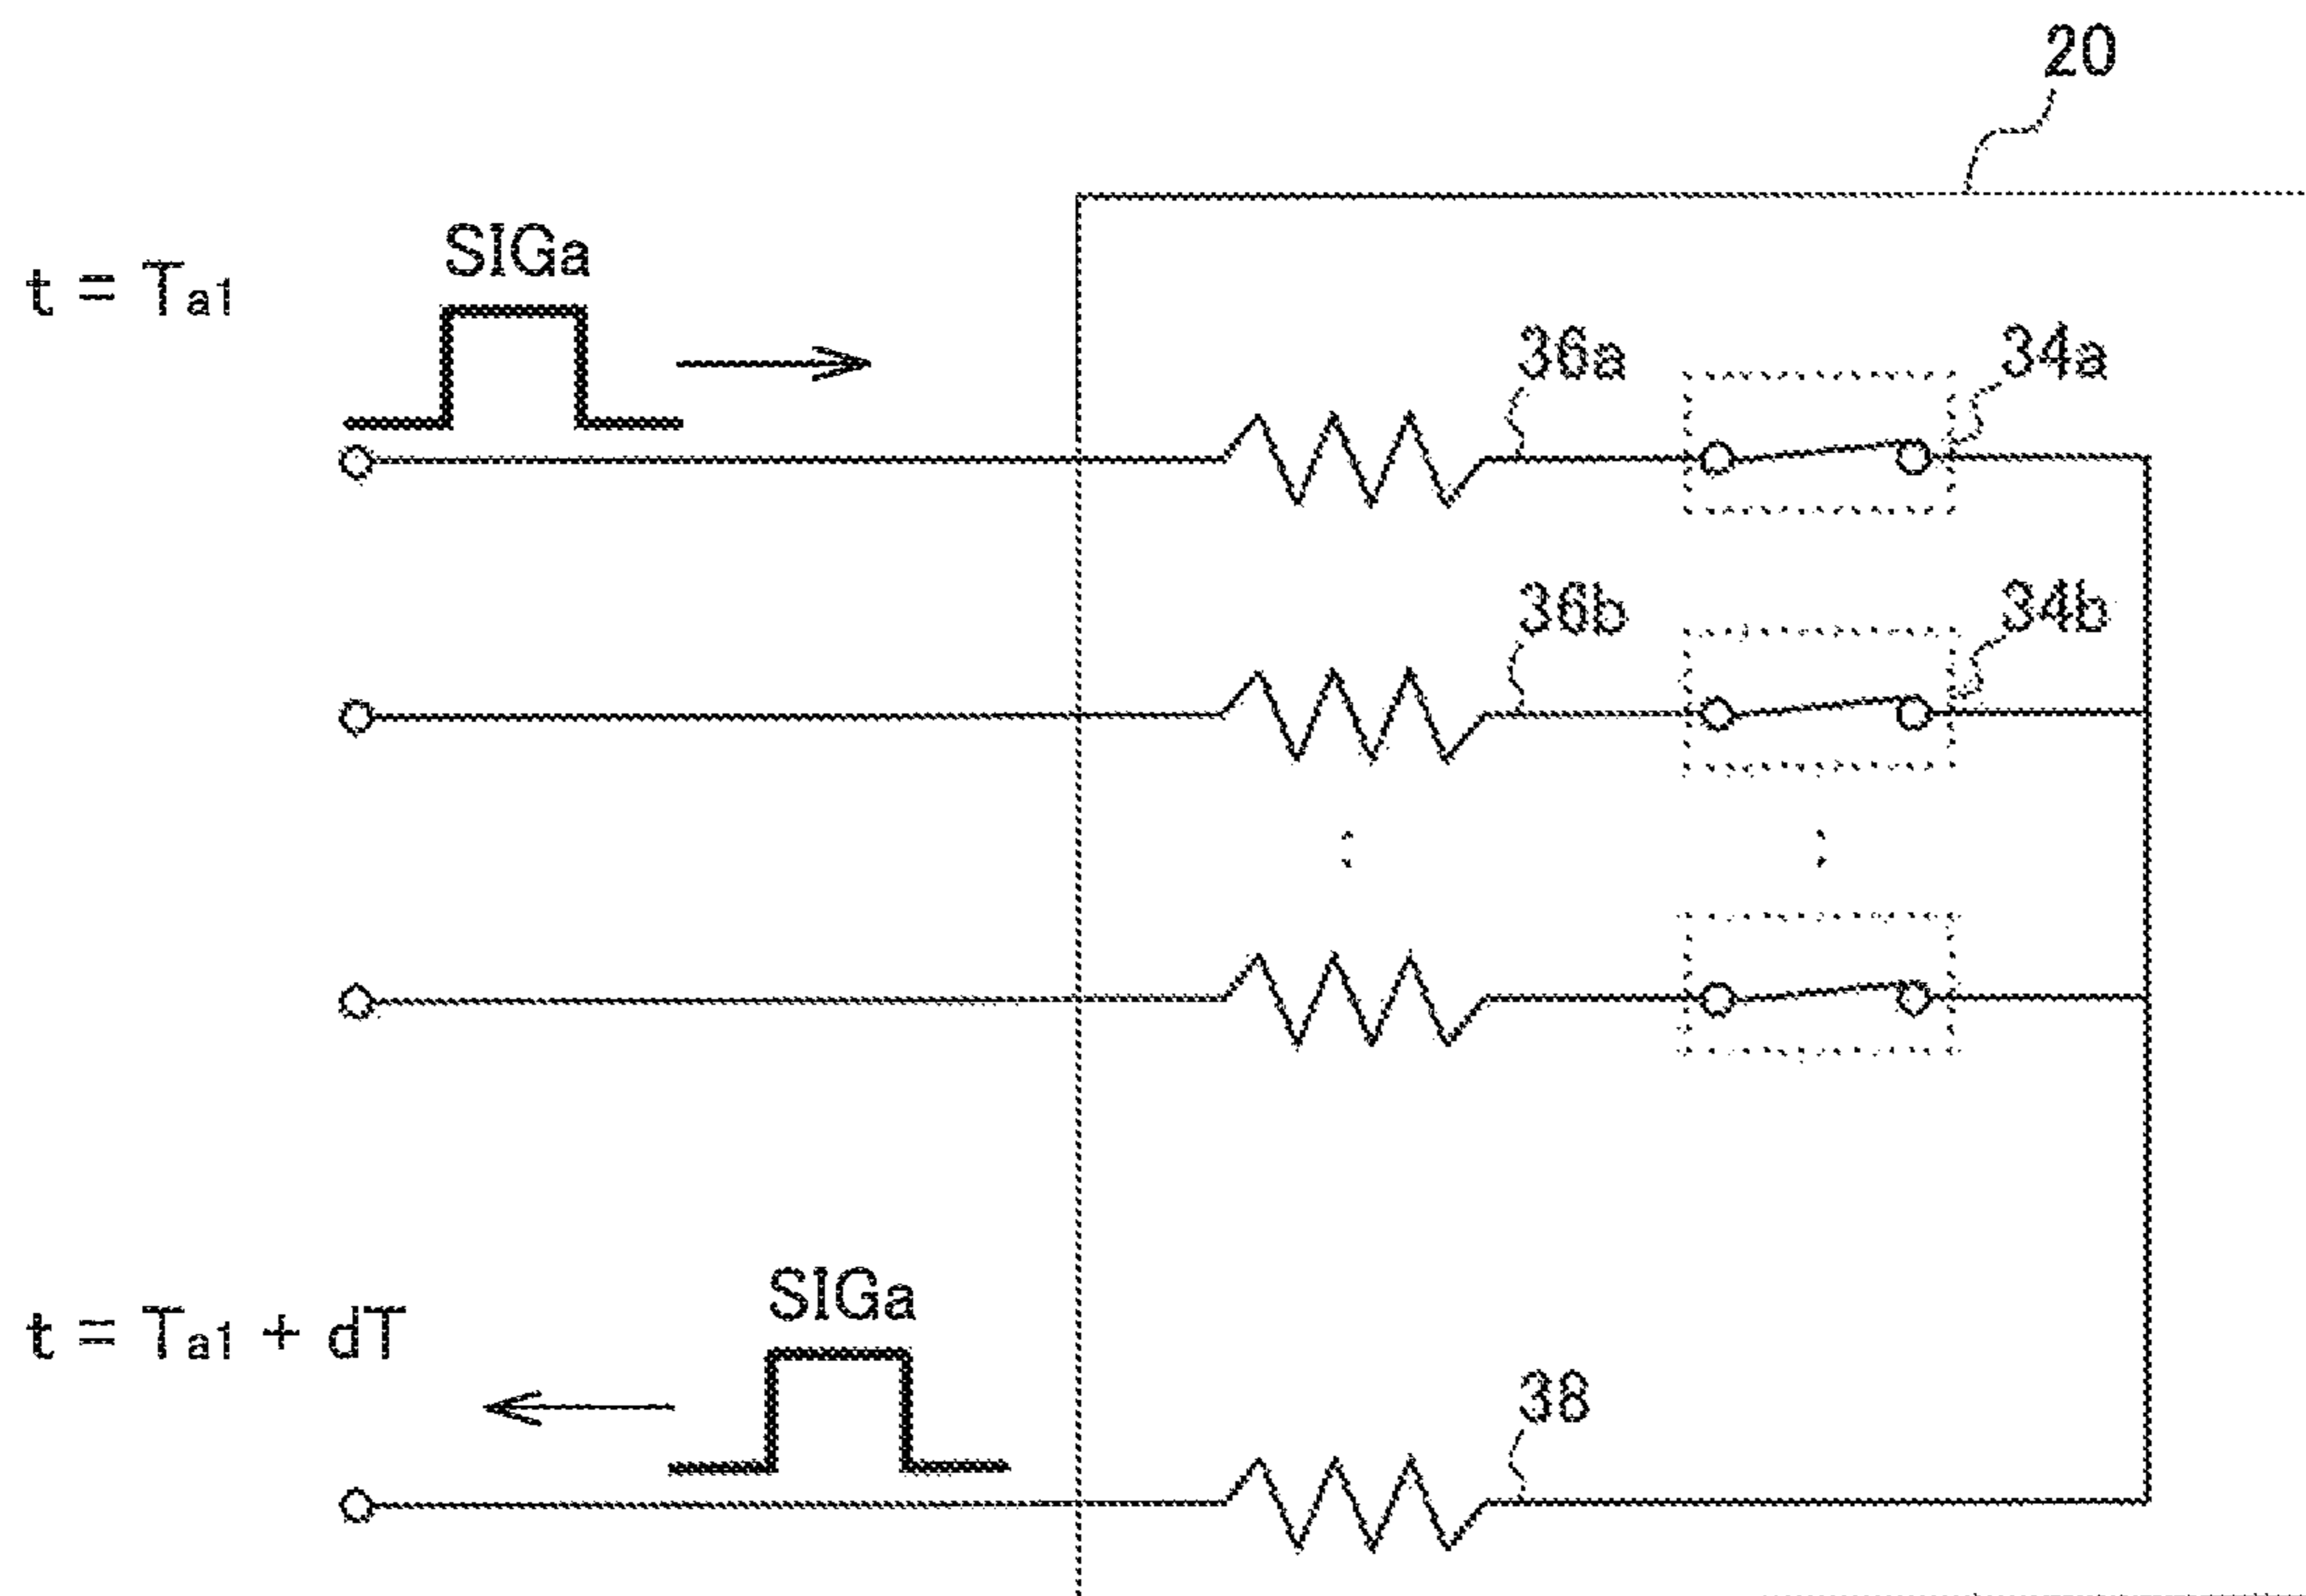 20
SIGa
t = Ta1
36a
34a
36b
34b
SIGa
t = Ta1 + dT
38